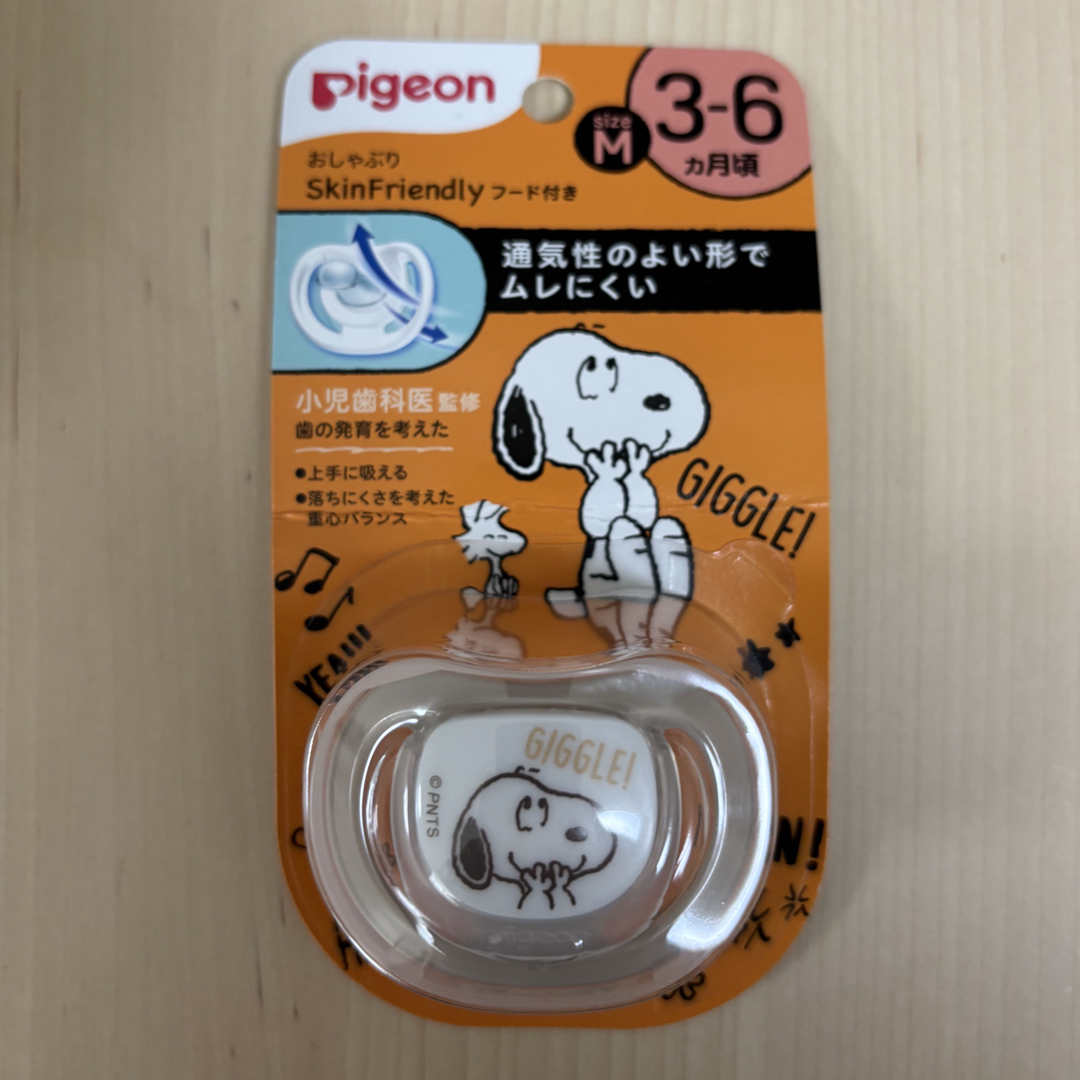 Pigeon
size
M
3-6
カ月頃
おしゃぶり
SkinFriendly フード付き
通気性のよい形で
ムレにくい
小児歯科医監修
歯の発育を考えた
●上手に吸える
●落ちにくさを考えた
重心バランス
GIGGLE!
GIGGLE!
©PNTS
Pigeon